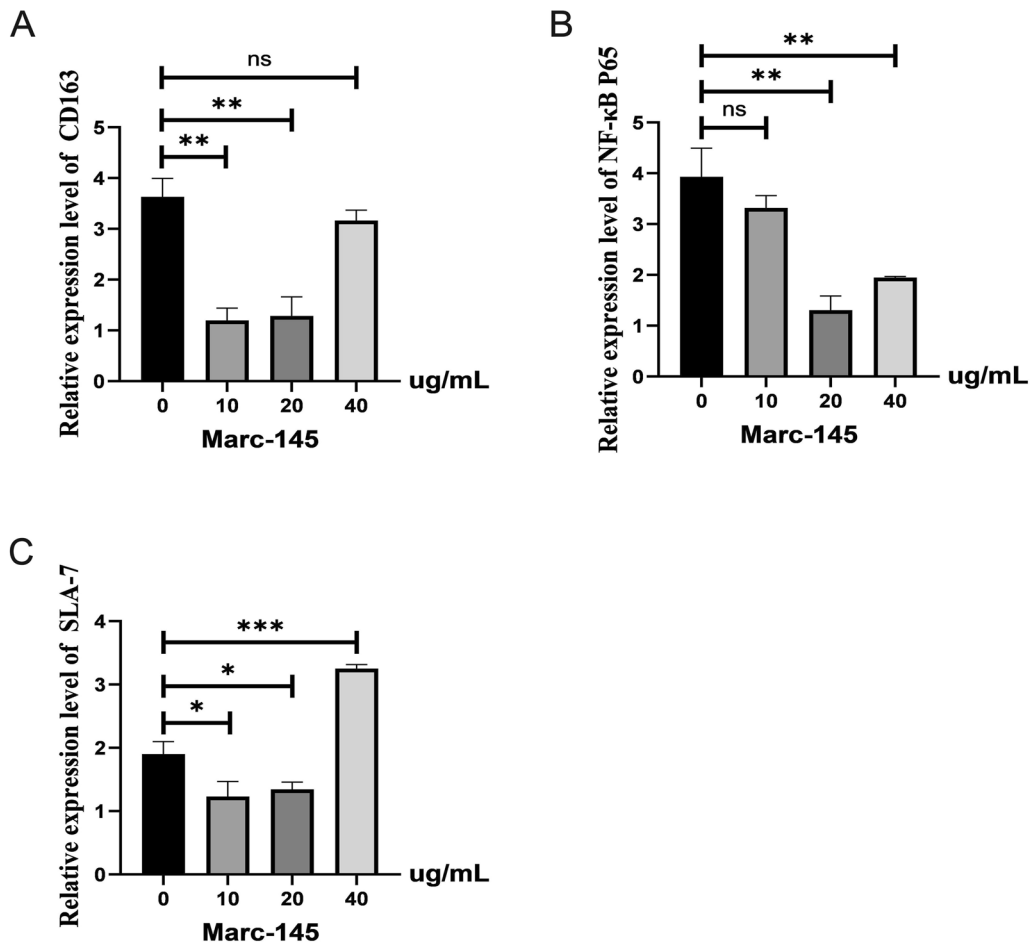 A
Relative expression level of CD163
ns
**
**
5
4
3
2
1
0
0 10 20 40
ug/mL
Marc-145
B
Relative expression level of NF-κB P65
**
**
ns
5
4
3
2
1
0
0 10 20 40
ug/mL
Marc-145
C
Relative expression level of SLA-7
***
*
*
4
3
2
1
0
0 10 20 40
ug/mL
Marc-145